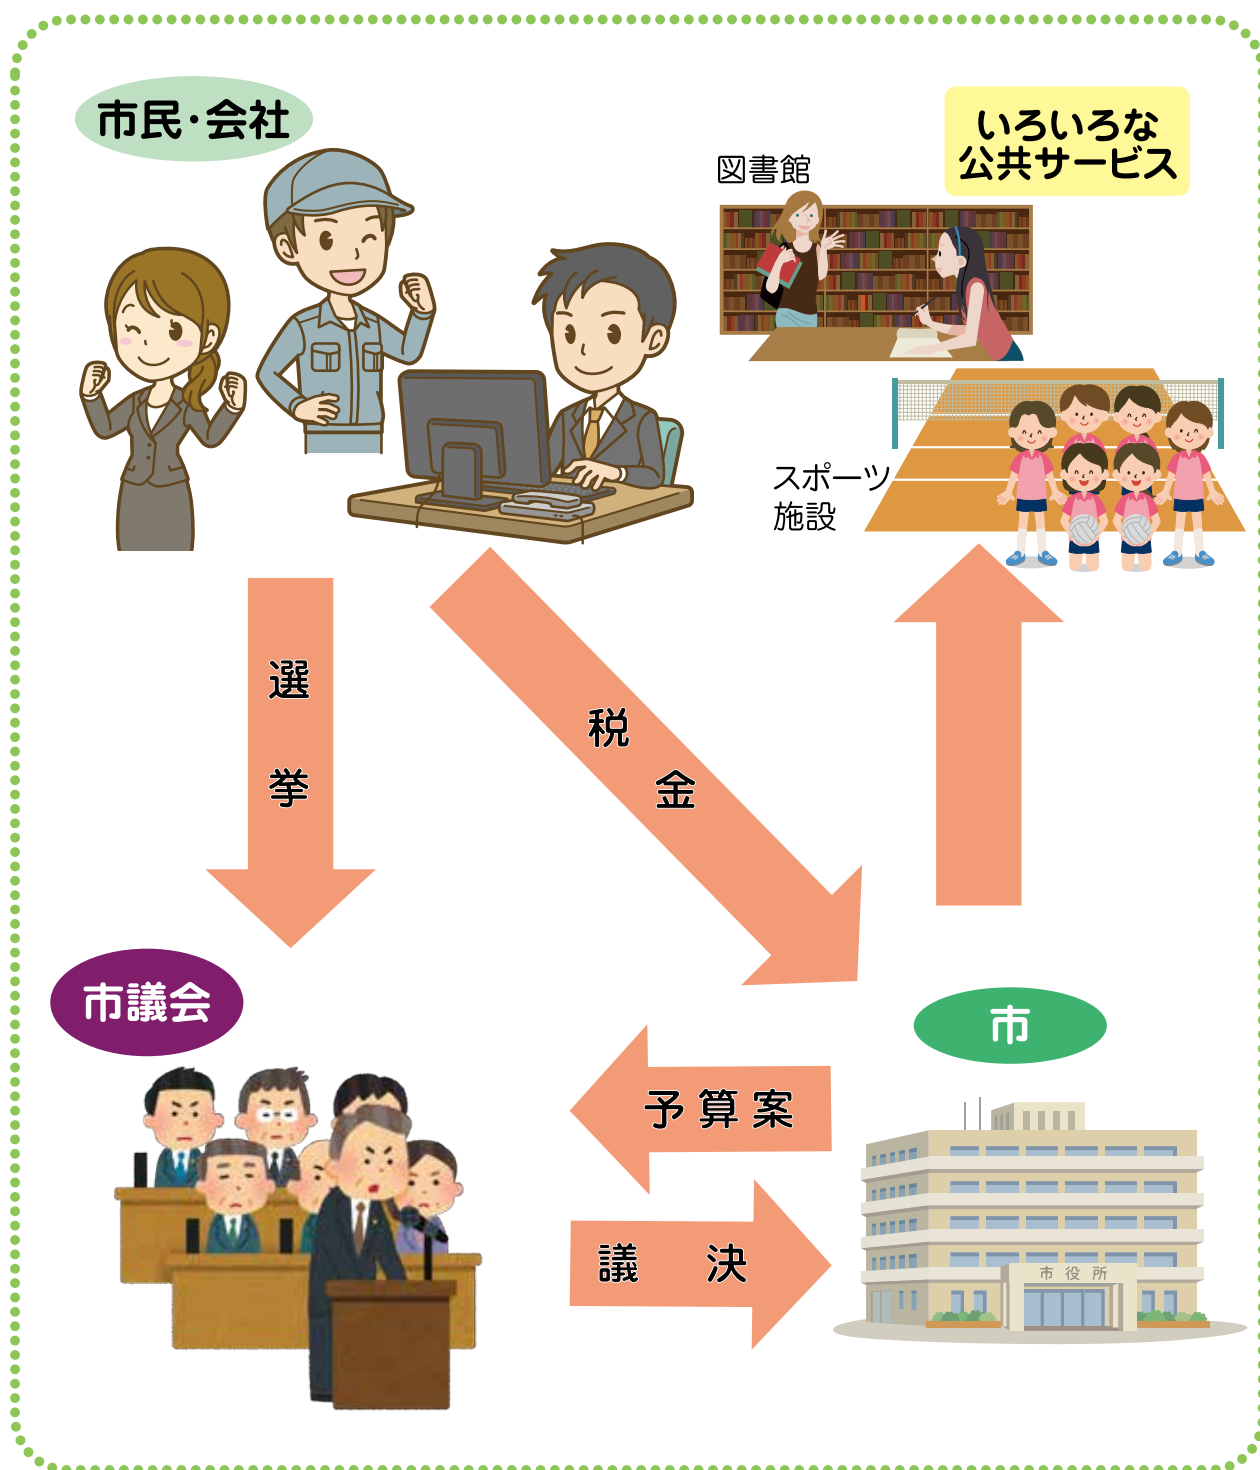 市民・会社
いろいろな
公共サービス
図書館
スポーツ
施設
選挙
税金
市議会
市
予算案
議決
市役所